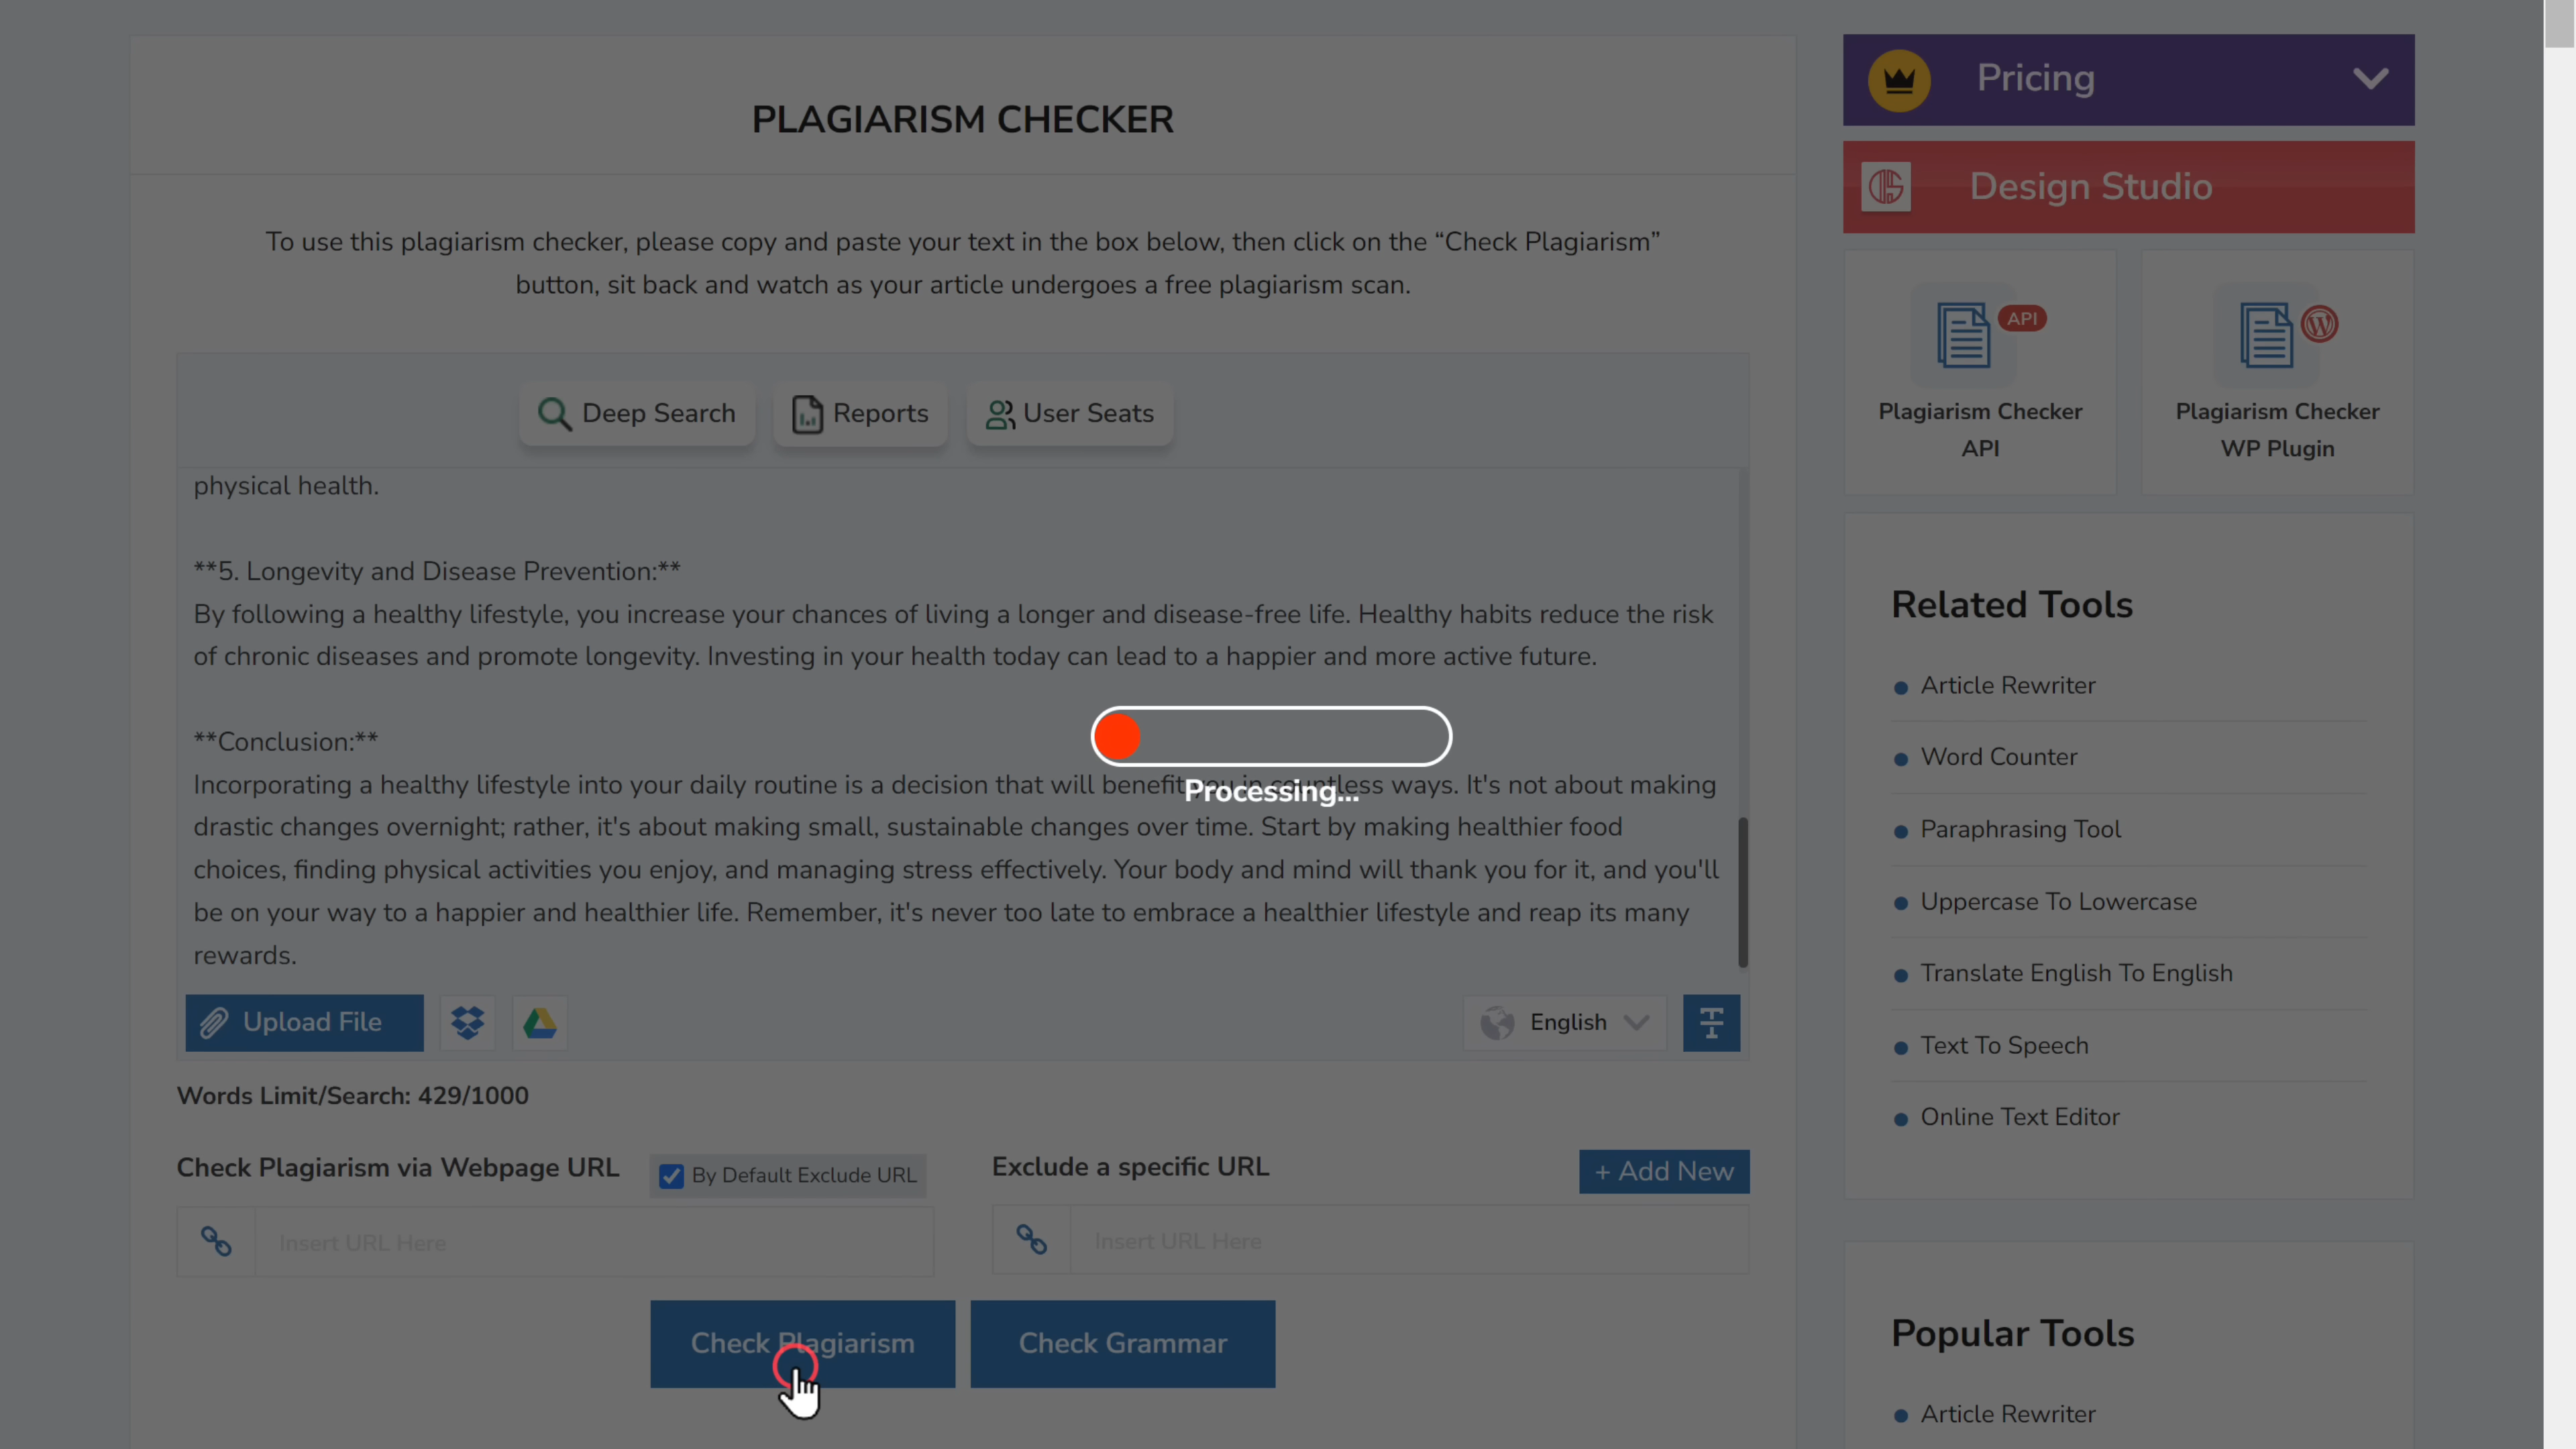 PLAGIARISM CHECKER
To use this plagiarism checker, please copy and paste your text in the box below, then click on the “Check Plagiarism”
button, sit back and watch as your article undergoes a free plagiarism scan.
Deep Search
Reports
User Seats
physical health.
**5. Longevity and Disease Prevention:**
By following a healthy lifestyle, you increase your chances of living a longer and disease-free life. Healthy habits reduce the risk
of chronic diseases and promote longevity. Investing in your health today can lead to a happier and more active future.
**Conclusion:**
Incorporating a healthy lifestyle into your daily routine is a decision that will benefit you in countless ways. It's not about making
Processing...
drastic changes overnight; rather, it's about making small, sustainable changes over time. Start by making healthier food
choices, finding physical activities you enjoy, and managing stress effectively. Your body and mind will thank you for it, and you'll
be on your way to a happier and healthier life. Remember, it's never too late to embrace a healthier lifestyle and reap its many
rewards.
Upload File
English
Words Limit/Search: 429/1000
Check Plagiarism via Webpage URL
By Default Exclude URL
Exclude a specific URL
+ Add New
Insert URL Here
Insert URL Here
Check Plagiarism
Check Grammar
Pricing
Design Studio
API
Plagiarism Checker
API
Plagiarism Checker
WP Plugin
Related Tools
Article Rewriter
Word Counter
Paraphrasing Tool
Uppercase To Lowercase
Translate English To English
Text To Speech
Online Text Editor
Popular Tools
Article Rewriter